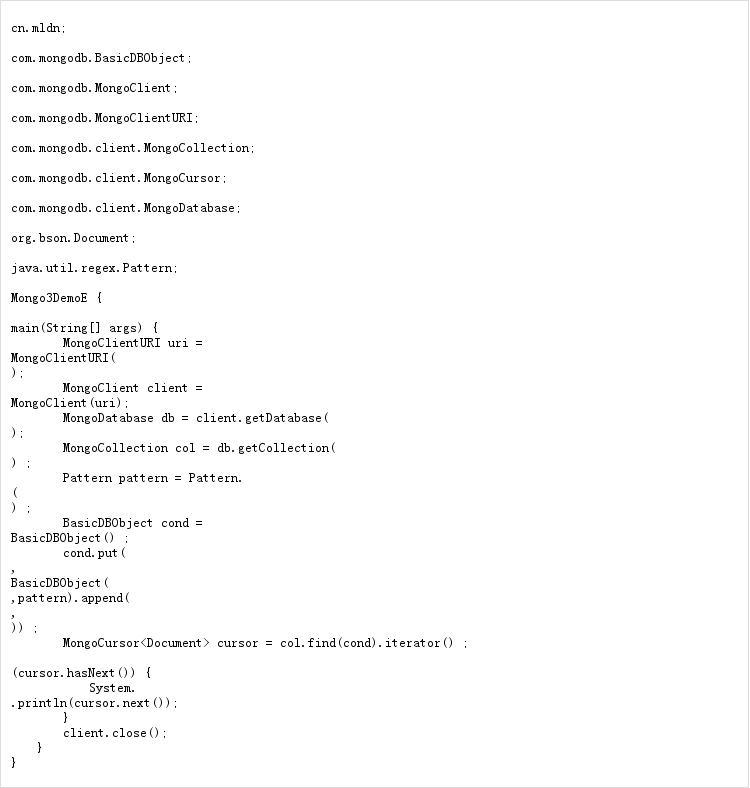 cn.mldn;
com.mongodb.BasicDBObject;
com.mongodb.MongoClient;
com.mongodb.MongoClientURI;
com.mongodb.client.MongoCollection;
com.mongodb.client.MongoCursor;
com.mongodb.client.MongoDatabase;
org.bson.Document;
java.util.regex.Pattern;
Mongo3DemoE {
main(String[] args) {
MongoClientURI uri =
MongoClientURI(
);
MongoClient client =
MongoClient(uri);
MongoDatabase db = client.getDatabase(
);
MongoCollection col = db.getCollection(
) ;
Pattern pattern = Pattern.
(
) ;
BasicDBObject cond =
BasicDBObject() ;
cond.put(
,
BasicDBObject(
,pattern).append(
,
)) ;
MongoCursor<Document> cursor = col.find(cond).iterator() ;
(cursor.hasNext()) {
System.
.println(cursor.next());
}
client.close();
}
}